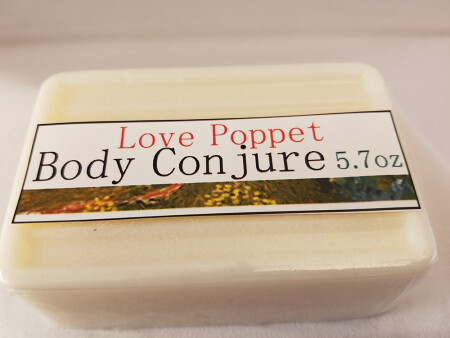 Love Poppet
Body Conjure 5.7oz